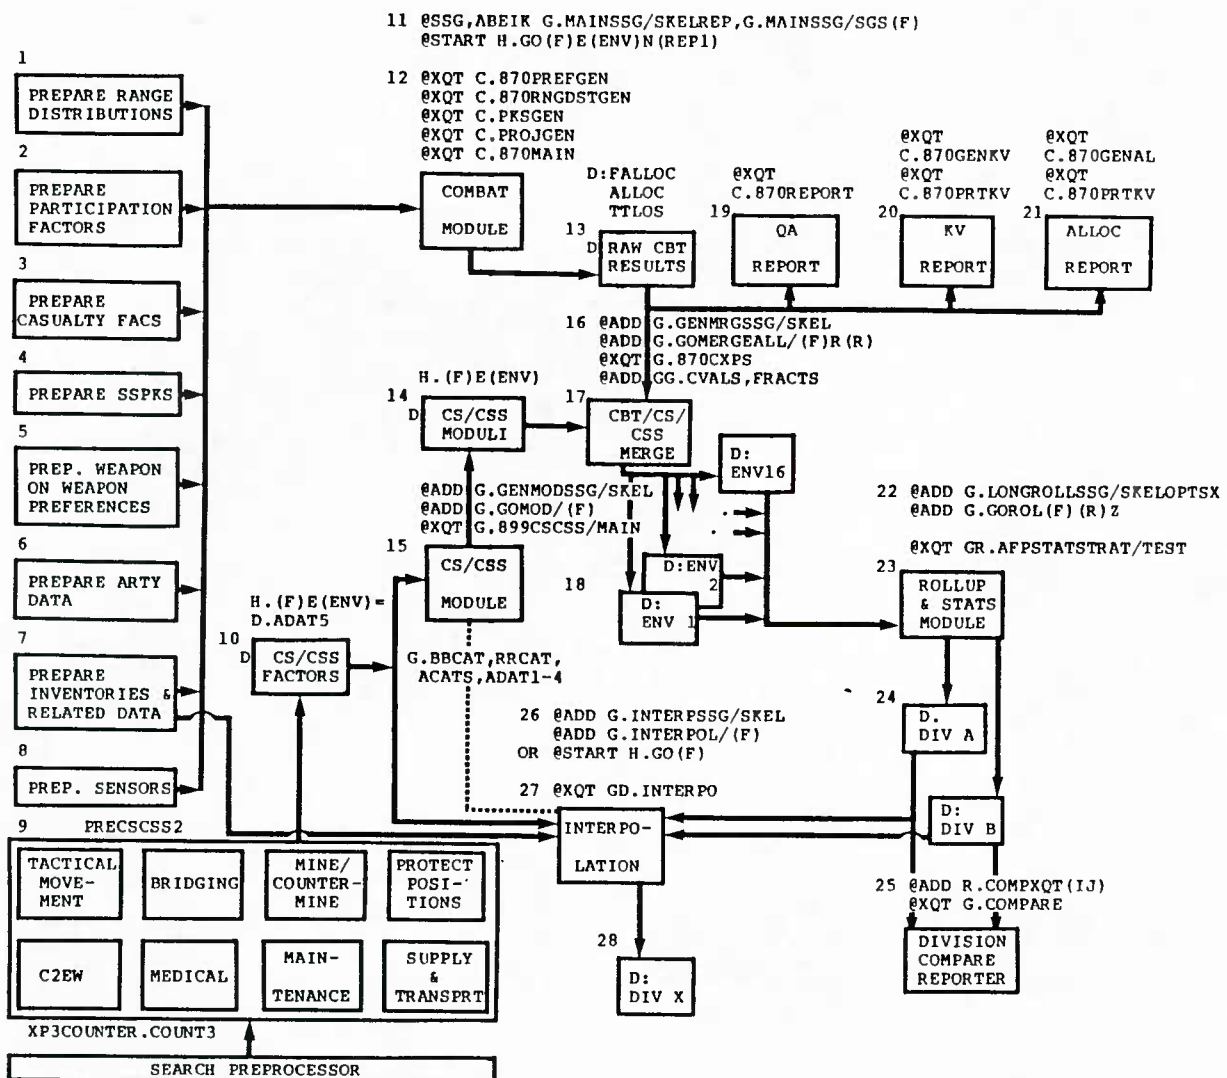 11 @SSG,ABEIK G.MAINSSG/SKELREP,G.MAINSSG/SGS(F)
@START H.GO(F)E(ENV)N(REP1)
1
PREPARE RANGE
DISTRIBUTIONS
2
PREPARE
PARTICIPATION
FACTORS
3
PREPARE
CASUALTY FACS
4
PREPARE SSPKS
5
PREP. WEAPON
ON WEAPON
PREFERENCES
6
PREPARE ARTY
DATA
7
PREPARE
INVENTORIES &
RELATED DATA
8
PREP. SENSORS
12 @XQT C.870PREFGEN
@XQT C.870RNGDSTGEN
@XQT C.PKSGEN
@XQT C.PROJGEN
@XQT C.870MAIN
COMBAT
MODULE
D:FALLOC
ALLOC
TTLOS
13
D RAW CBT
RESULTS
@XQT
C.870REPORT
19
QA
REPORT
@XQT
C.870GENKV
@XQT
C.870PRTKV
20
KV
REPORT
@XQT
C.870GENAL
@XQT
C.870PRTKV
21
ALLOC
REPORT
16 @ADD G.GENMRGSSG/SKEL
@ADD G.GOMERGEALL/(F)R(R)
@XQT G.870CXPS
@ADD GG.CVALS,FRACTS
H.(F)E(ENV)
14
D CS/CSS
MODULI
17
CBT/CS/
CSS
MERGE
D:
ENV16
@ADD G.GENMODSSG/SKEL
@ADD G.GOMOD/(F)
@XQT G.899CSCSS/MAIN
15
CS/CSS
MODULE
18
D:ENV
2
D:
ENV 1
22 @ADD G.LONGROLLSSG/SKELOPTSX
@ADD G.GOROL(F)(R)Z
@XQT GR.AFPSTATSTRAT/TEST
23
ROLLUP
& STATS
MODULE
H.(F)E(ENV)=
D.ADAT5
10
D CS/CSS
FACTORS
G.BBCAT,RRCAT,
ACATS,ADAT1-4
24
D.
DIV A
26 @ADD G.INTERPSSG/SKEL
@ADD G.INTERPOL/(F)
OR @START H.GO(F)
27 @XQT GD.INTERPO
INTERPO-
LATION
D:
DIV B
25 @ADD R.COMPXQT(IJ)
@XQT G.COMPARE
DIVISION
COMPARE
REPORTER
28
D:
DIV X
9 PRECSCSS2
TACTICAL
MOVE-
MENT
BRIDGING
MINE/
COUNTER-
MINE
PROTECT
POSI-
TIONS
C2EW
MEDICAL
MAIN-
TENANCE
SUPPLY
&
TRANSPRT
XP3COUNTER.COUNT3
SEARCH PREPROCESSOR